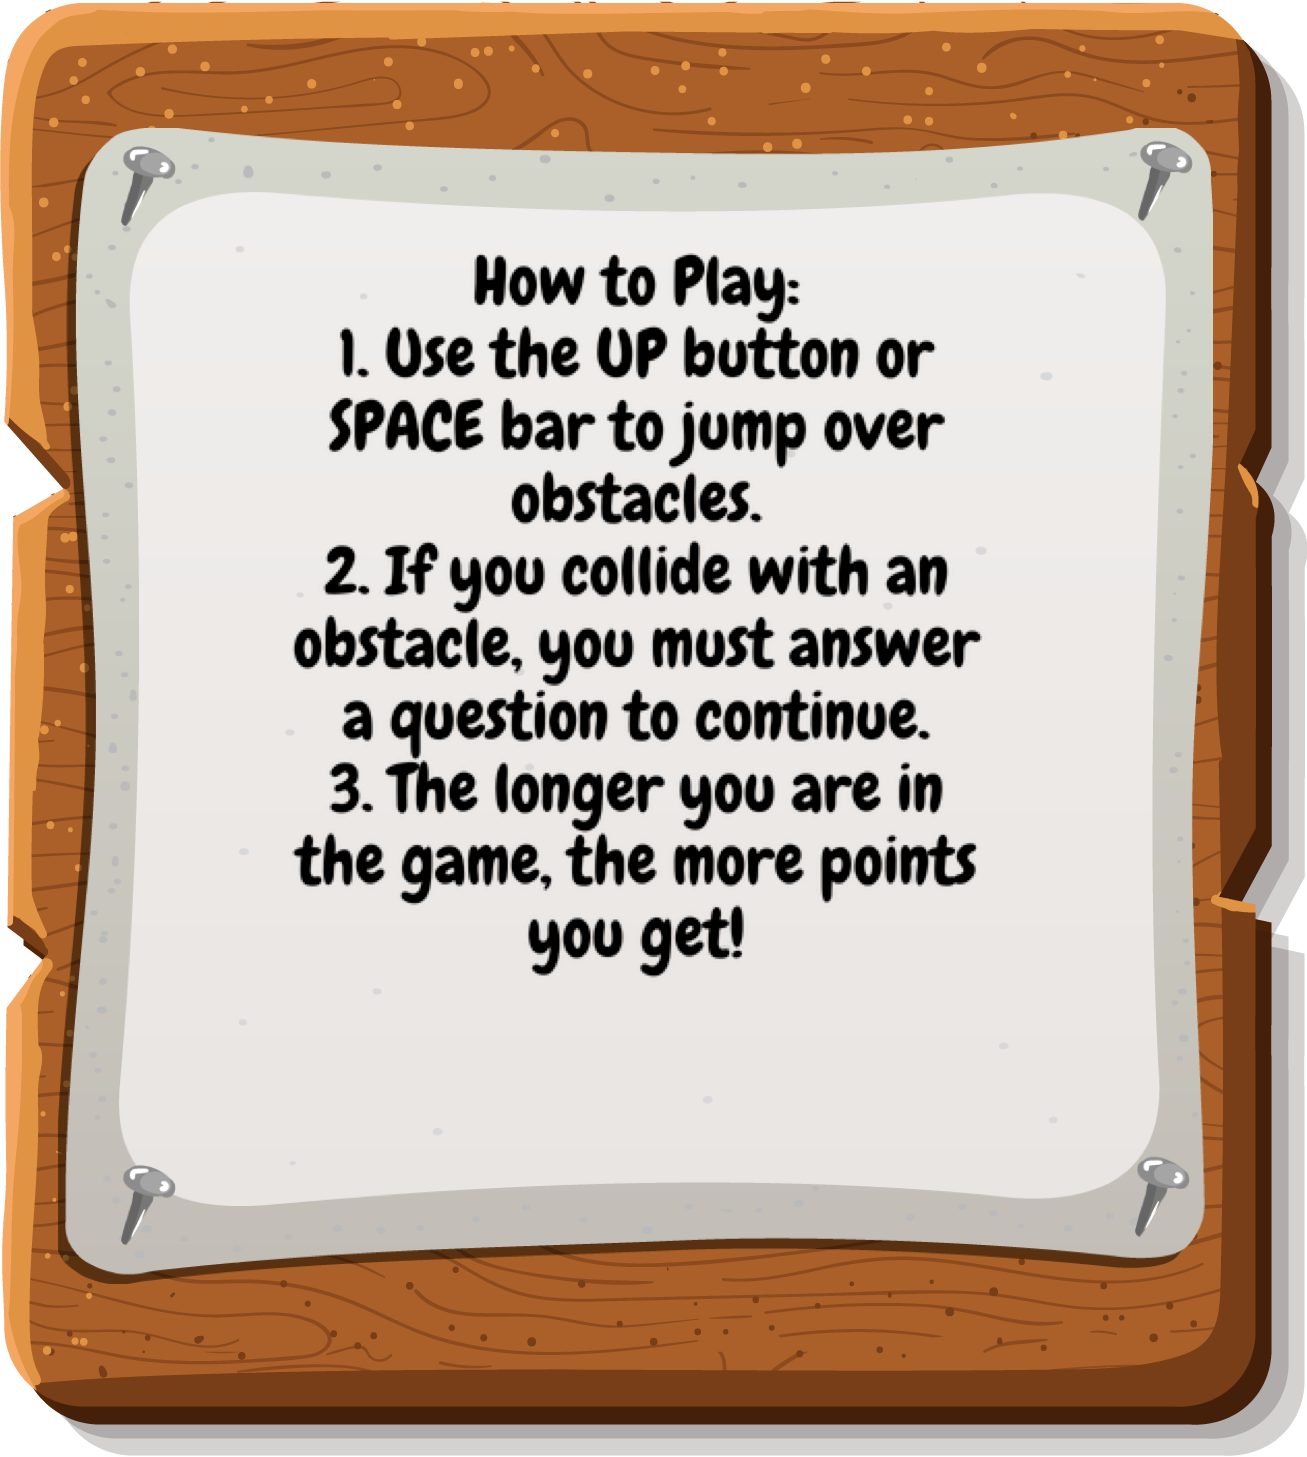 How to Play:
1. Use the UP button or
SPACE bar to jump over
obstacles.
2. If you collide with an
obstacle, you must answer
a question to continue.
3. The longer you are in
the game, the more points
you get!